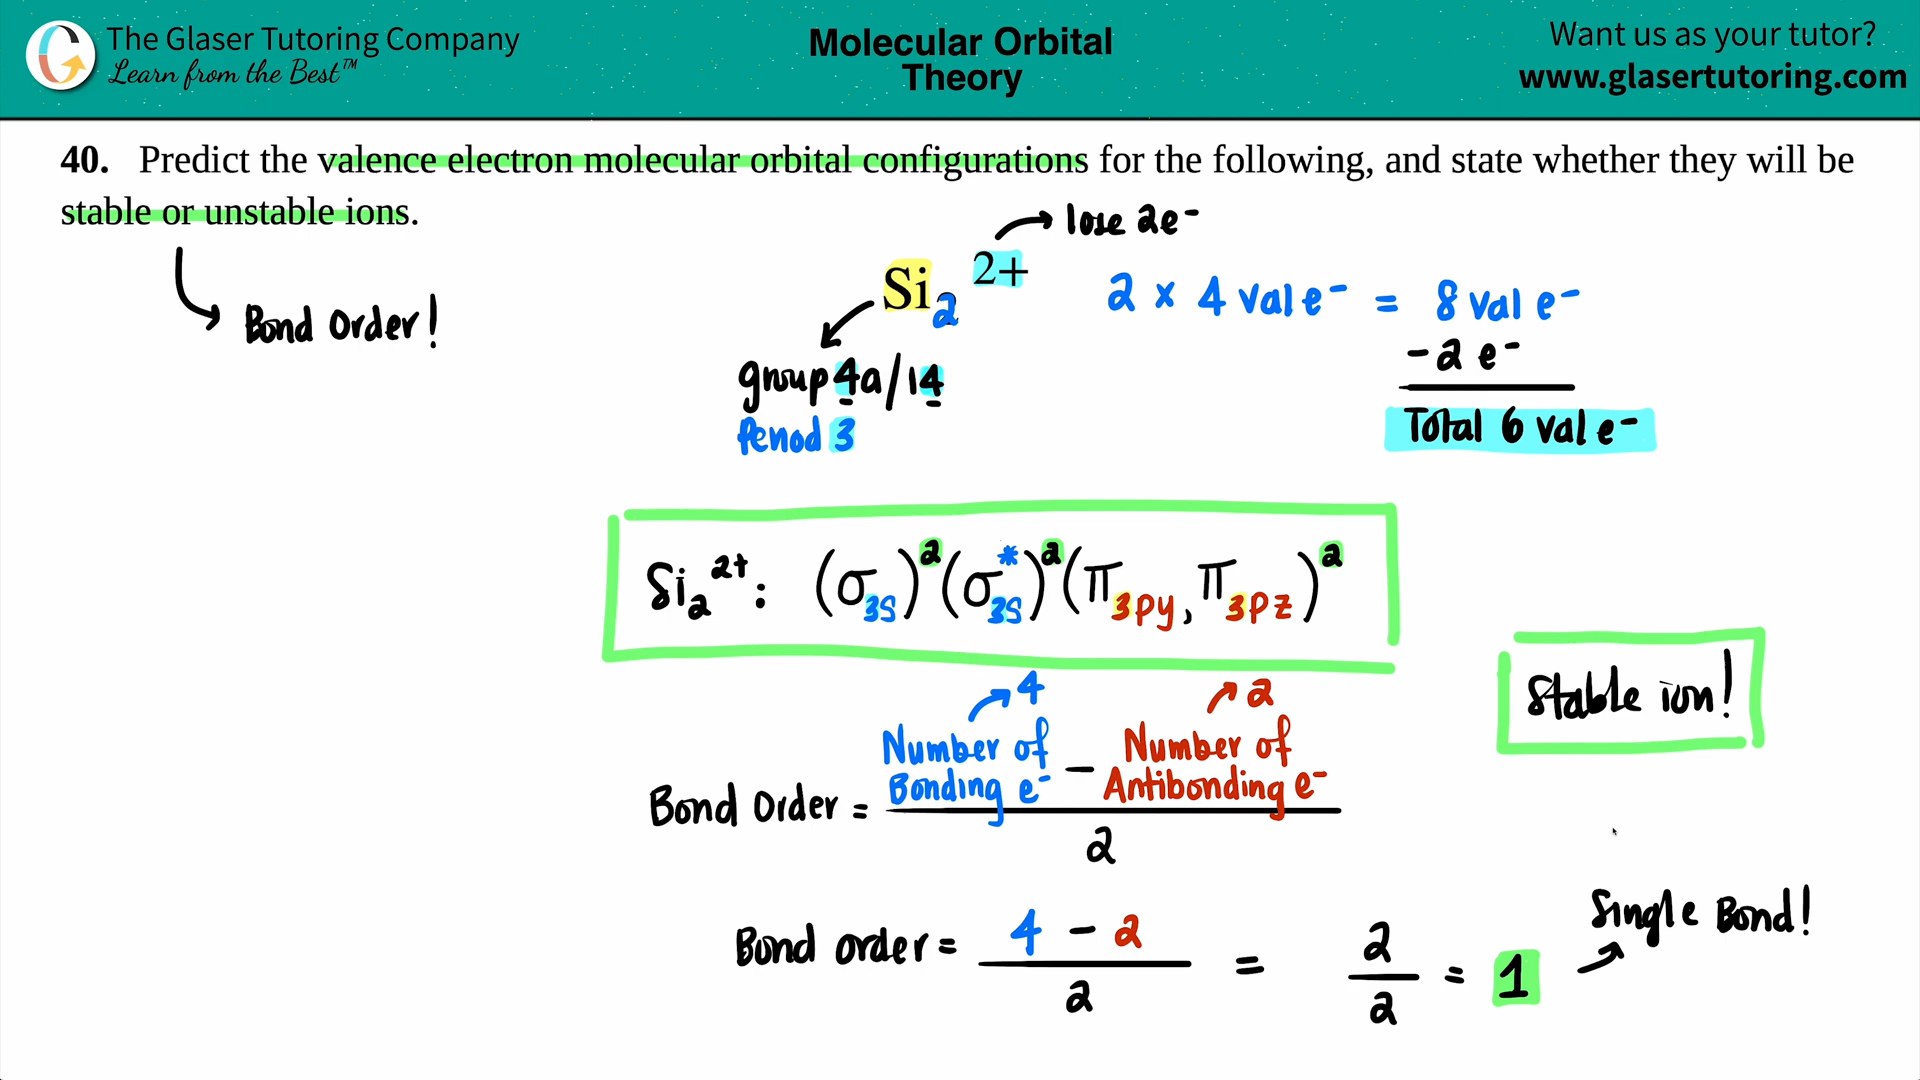 The Glaser Tutoring Company
Learn from the Best™
Molecular Orbital
Theory
Want us as your tutor?
www.glasertutoring.com
40. Predict the valence electron molecular orbital configurations for the following, and state whether they will be
stable or unstable ions.
Bond Order!
Si₂ 2+
lose 2e⁻
group 4a/14
Period 3
2 × 4 val e⁻ = 8 val e⁻
- 2 e⁻
Total 6 val e⁻
Si₂²⁺: (σ3s)² (σ*3s)² (π3py, π3pz)²
Stable ion!
4
2
Bond Order = Number of Bonding e⁻ − Number of Antibonding e⁻ / 2
Bond order = 4 − 2 / 2 = 2 / 2 = 1
Single Bond!